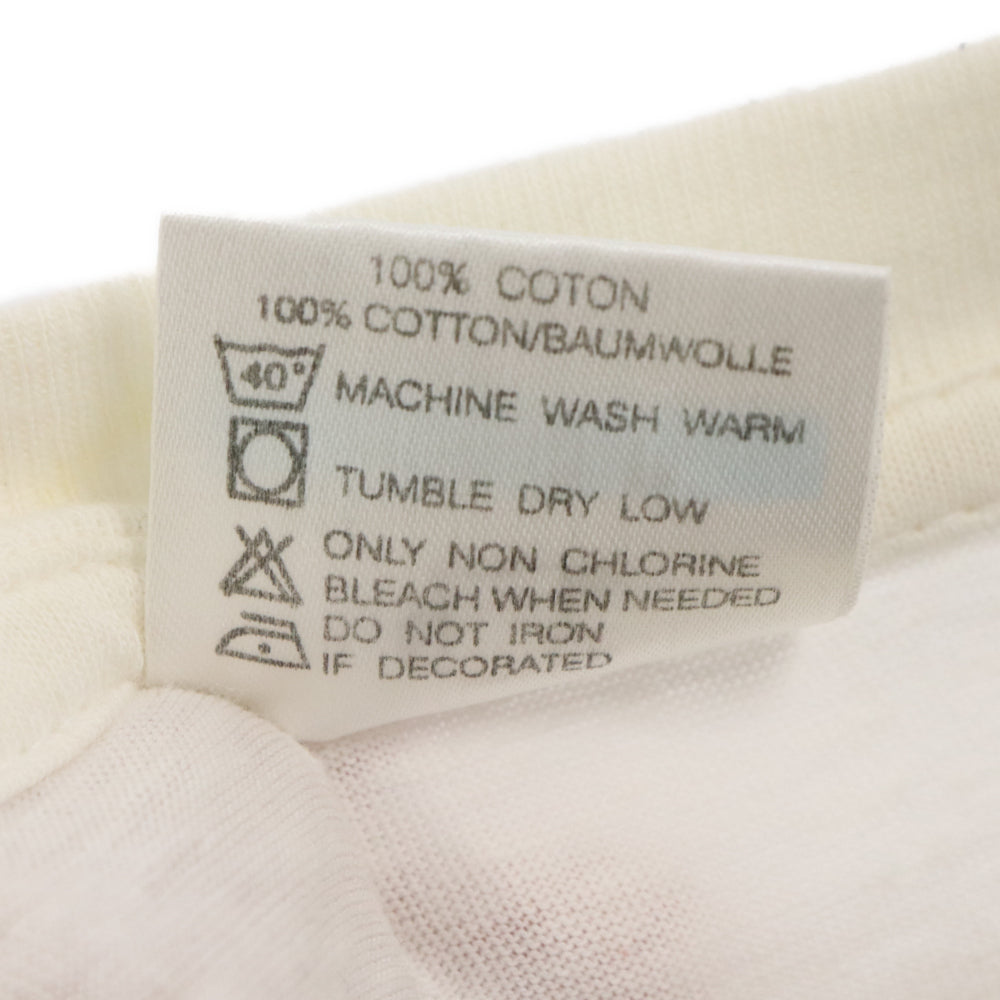 100% COTON
100% COTTON/BAUMWOLLE
40° MACHINE WASH WARM
TUMBLE DRY LOW
ONLY NON CHLORINE
BLEACH WHEN NEEDED
DO NOT IRON
IF DECORATED